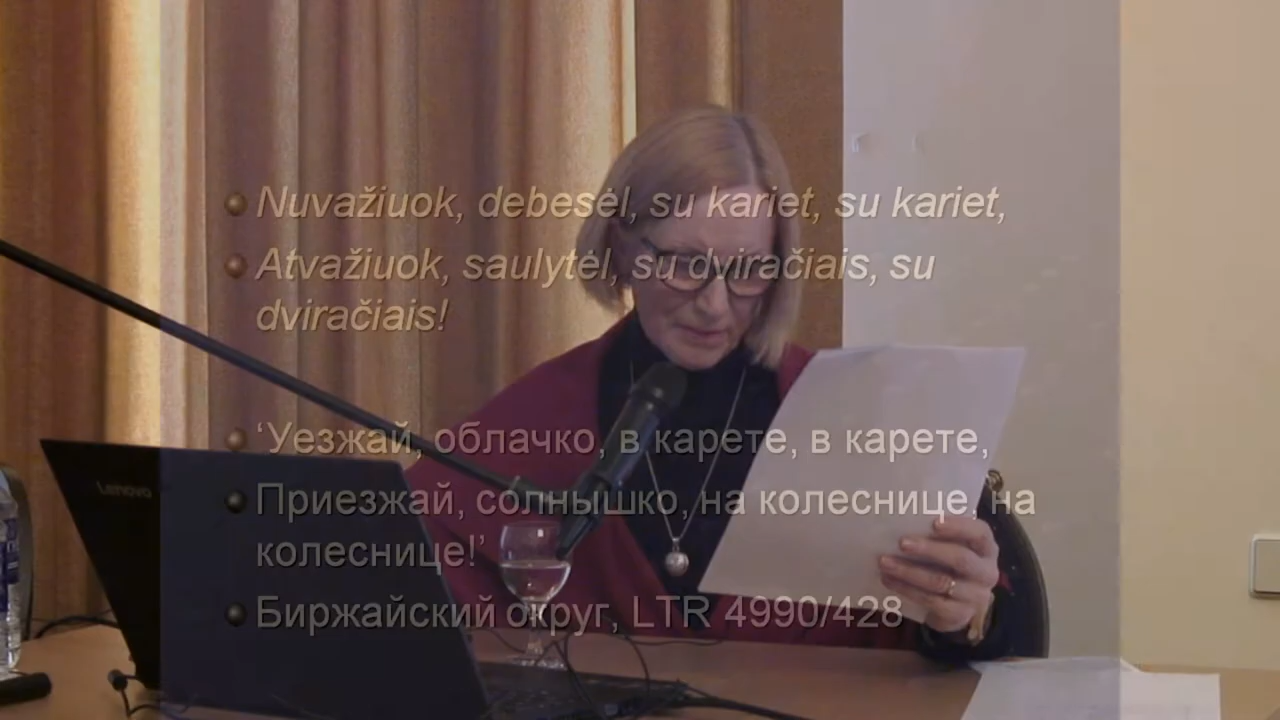 Nuvažiuok, debesėl, su kariet, su kariet,
Atvažiuok, saulytėl, su dviračiais, su
dviračiais!
‘Уезжай, облачко, в карете, в карете,
Приезжай, солнышко, на колеснице, на
колеснице!’
Lenovo
Биржайский округ, LTR 4990/428